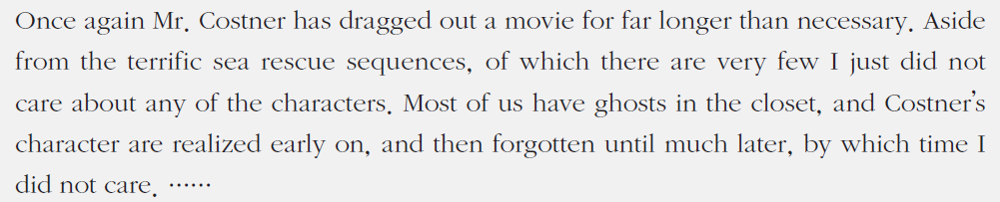 Once again Mr. Costner has dragged out a movie for far longer than necessary. Aside
from the terrific sea rescue sequences, of which there are very few I just did not
care about any of the characters. Most of us have ghosts in the closet, and Costner’s
character are realized early on, and then forgotten until much later, by which time I
did not care. ⋯⋯